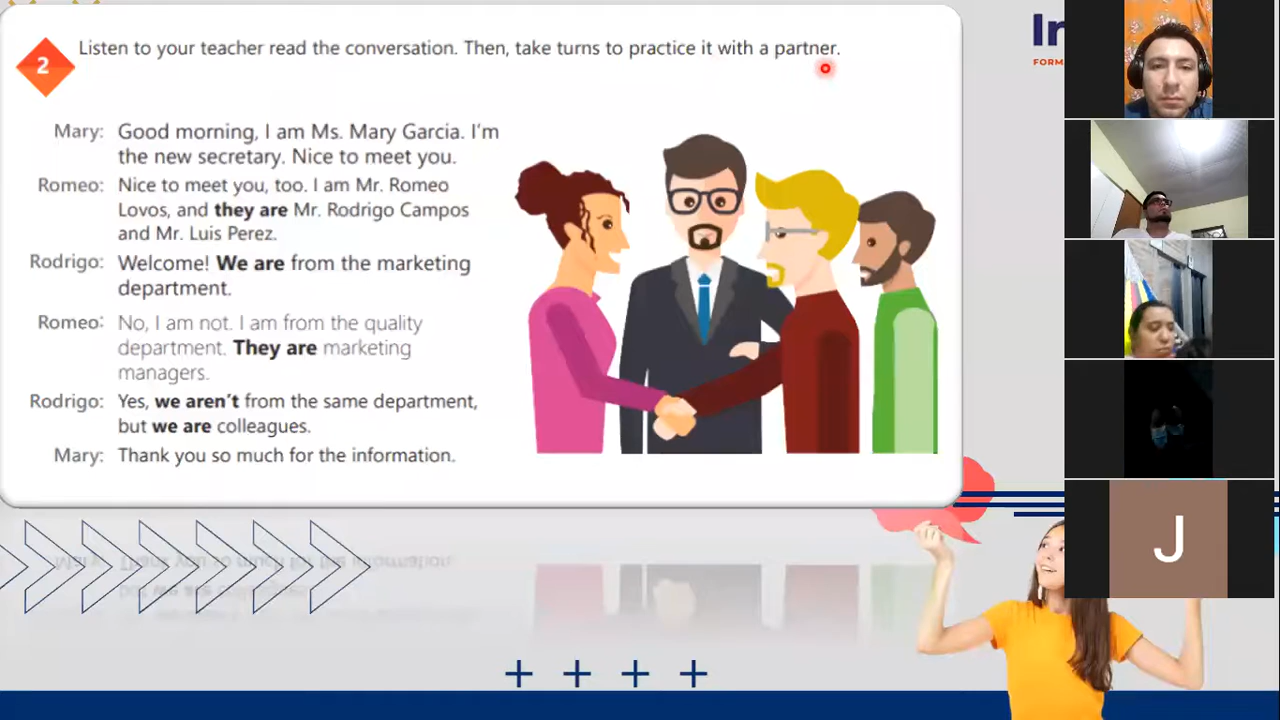 2
Listen to your teacher read the conversation. Then, take turns to practice it with a partner.
Mary: Good morning, I am Ms. Mary Garcia. I'm
the new secretary. Nice to meet you.
Romeo: Nice to meet you, too. I am Mr. Romeo
Lovos, and they are Mr. Rodrigo Campos
and Mr. Luis Perez.
Rodrigo: Welcome! We are from the marketing
department.
Romeo: No, I am not. I am from the quality
department. They are marketing
managers.
Rodrigo: Yes, we aren't from the same department,
but we are colleagues.
Mary: Thank you so much for the information.
In
FORM
J